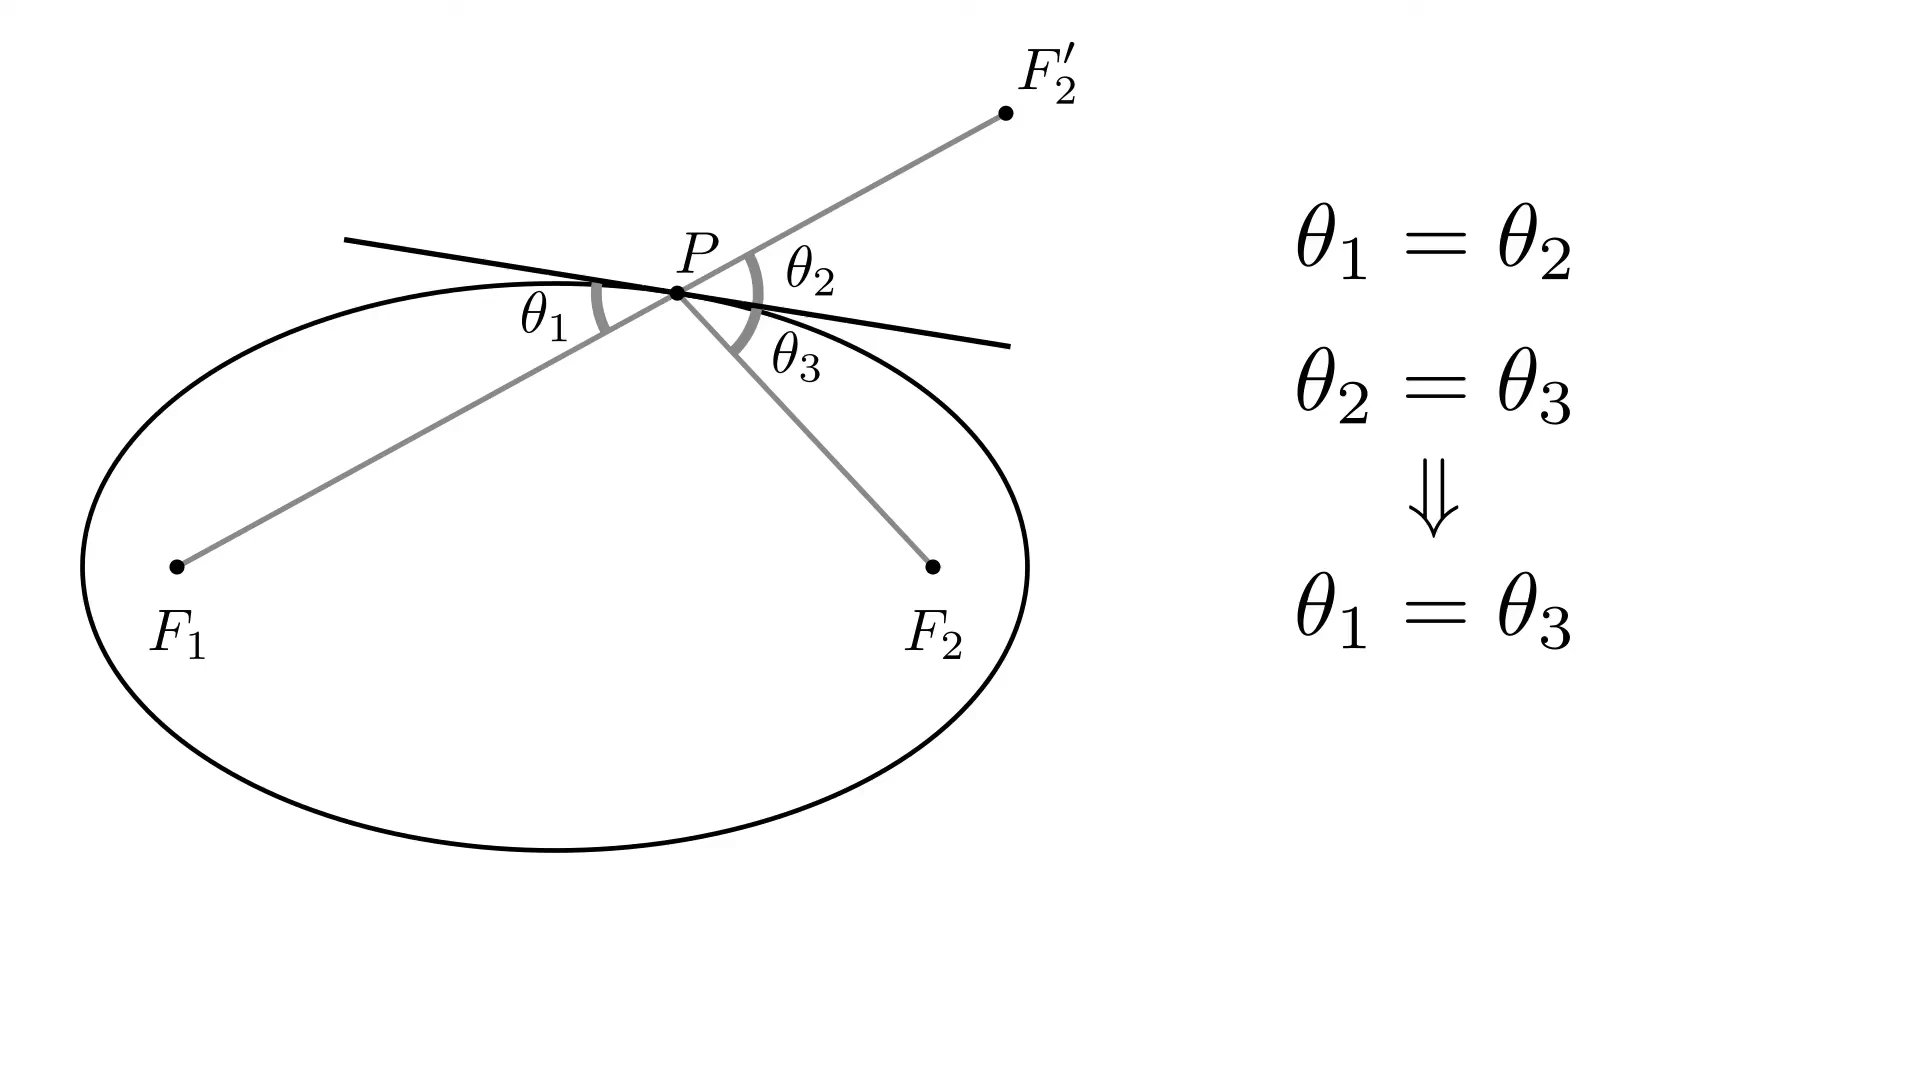 F₂′
P
θ₂
θ₁
θ₃
F₁
F₂
θ₁ = θ₂
θ₂ = θ₃
⇓
θ₁ = θ₃